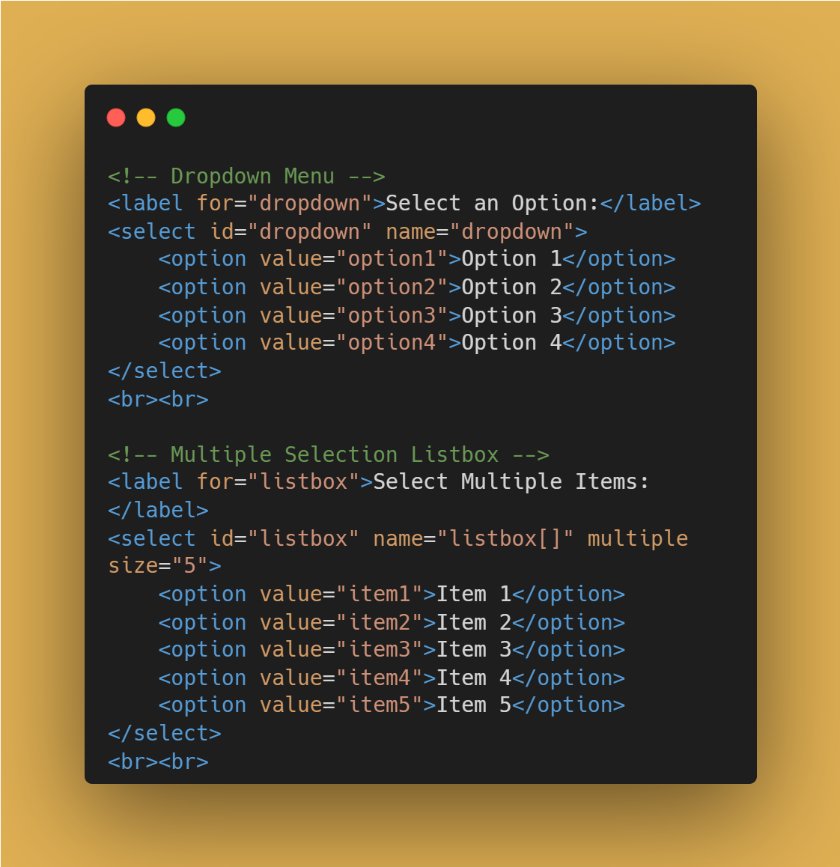 <!-- Dropdown Menu -->
<label for="dropdown">Select an Option:</label>
<select id="dropdown" name="dropdown">
    <option value="option1">Option 1</option>
    <option value="option2">Option 2</option>
    <option value="option3">Option 3</option>
    <option value="option4">Option 4</option>
</select>
<br><br>

<!-- Multiple Selection Listbox -->
<label for="listbox">Select Multiple Items:
</label>
<select id="listbox" name="listbox[]" multiple
size="5">
    <option value="item1">Item 1</option>
    <option value="item2">Item 2</option>
    <option value="item3">Item 3</option>
    <option value="item4">Item 4</option>
    <option value="item5">Item 5</option>
</select>
<br><br>